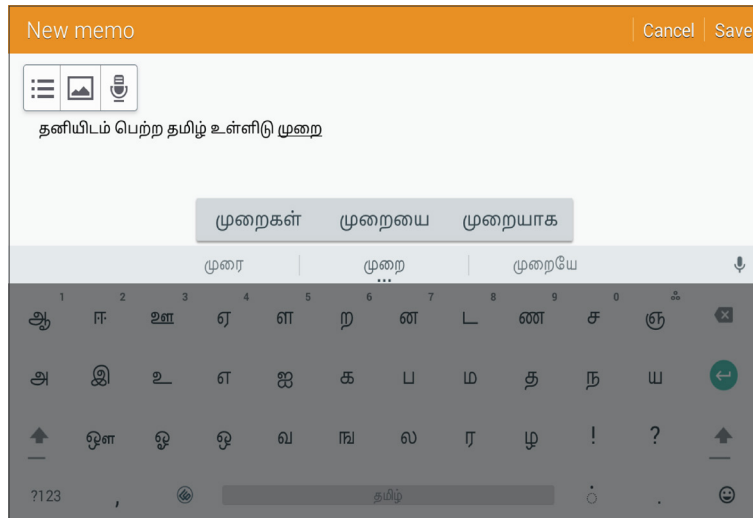 New memo Cancel Save
தனியிடம் பெற்ற தமிழ் உள்ளிடு முறை
முறைகள் முறையை முறையாக
முரை முறை முறையே
1 2 3 4 5 6 7 8 9 0
ஆ ஈ ஊ ஏ ள ற ன ட ண ச ஞ
அ இ உ எ ஐ க ப ம த ந ய
ஔ ஓ ஒ வ ங ல ர ழ ! ?
?123 , தமிழ் ் .